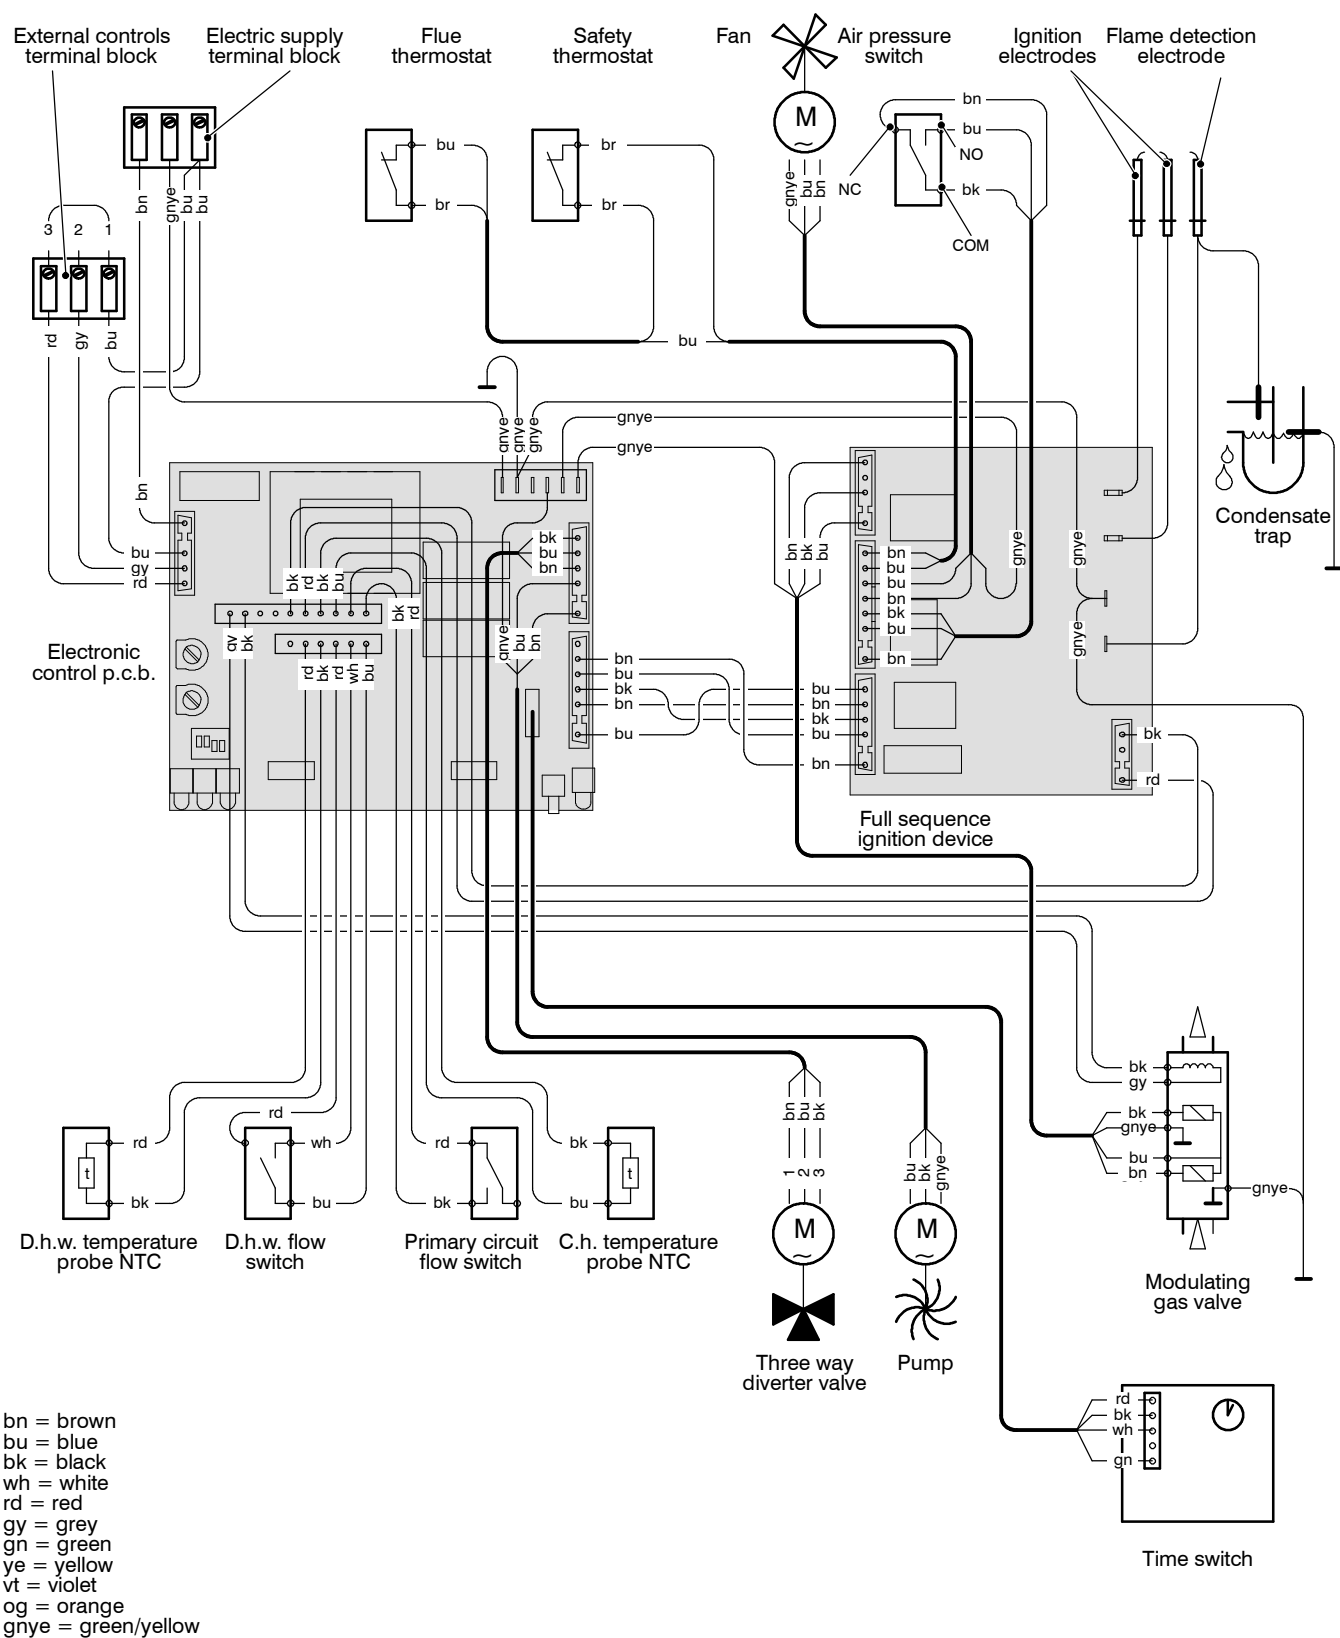 External controls
terminal block
Electric supply
terminal block
Flue
thermostat
Safety
thermostat
Fan
Air pressure
switch
Ignition
electrodes
Flame detection
electrode
M
bn
bu
NO
NC
bk
COM
bu
br
br
br
bn
gnye
bu
bu
gnye
bu
bn
3 2 1
rd
gy
bu
bu
gnye
gnye
gnye
gnye
gnye
bn
bu
gy
rd
bk
rd
bk
bu
bk
rd
bk
bu
bn
gnye
bu
bn
bk
rd
bk
rd
wh
bu
bn
bu
bk
bn
bu
bn
bk
bu
bn
bu
bu
bn
bk
bu
bn
gnye
gnye
gnye
bu
bn
bk
bu
bn
bk
rd
Condensate
trap
Electronic
control p.c.b.
Full sequence
ignition device
bk
gy
bk
gnye
bu
bn
gnye
rd
bk
t
rd
wh
bu
rd
bk
bk
bu
t
bn
bu
bk
1
2
3
bu
bk
gnye
M
M
D.h.w. temperature
probe NTC
D.h.w. flow
switch
Primary circuit
flow switch
C.h. temperature
probe NTC
Modulating
gas valve
Three way
diverter valve
Pump
rd
bk
wh
gn
Time switch
bn = brown
bu = blue
bk = black
wh = white
rd = red
gy = grey
gn = green
ye = yellow
vt = violet
og = orange
gnye = green/yellow